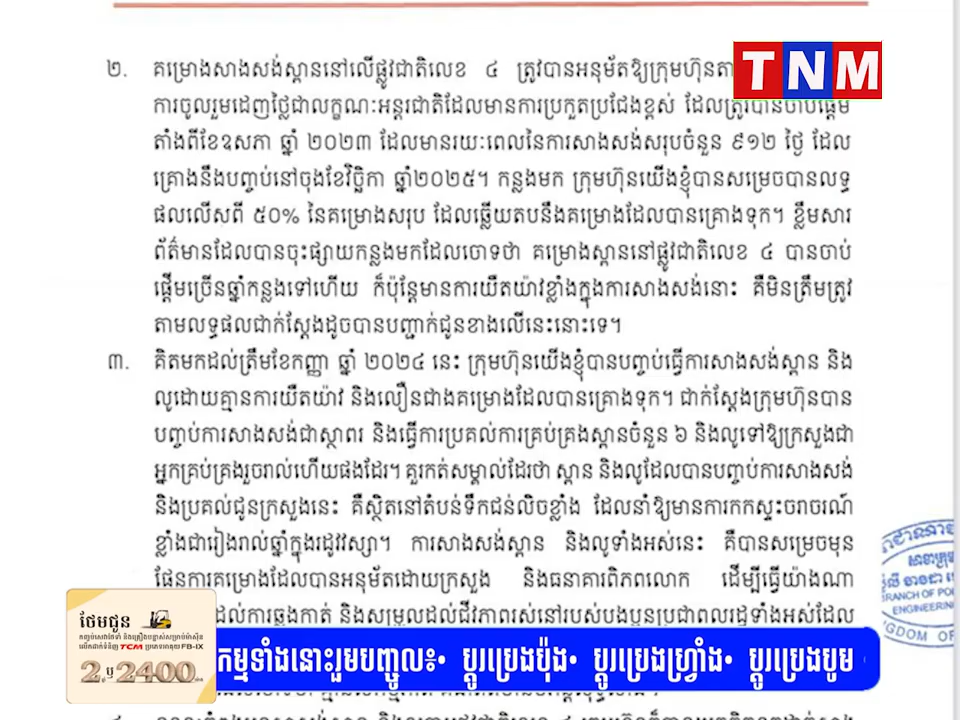 ២. គម្រោងសាងសង់ស្ពាននៅលើផ្លូវជាតិលេខ ៤ ត្រូវបានអនុម័តឱ្យក្រុមហ៊ុនតា
TNM
ការចូលរួមដេញថ្លៃជាលក្ខណៈអន្តរជាតិដែលមានការប្រកួតប្រជែងខ្ពស់ ដែលត្រូវបានចាប់ផ្តើម
តាំងពីខែឧសភា ឆ្នាំ ២០២៣ ដែលមានរយៈពេលនៃការសាងសង់សរុបចំនួន ៩១២ ថ្ងៃ ដែល
គ្រោងនឹងបញ្ចប់នៅចុងខែវិច្ឆិកា ឆ្នាំ២០២៥។ កន្លងមក ក្រុមហ៊ុនយើងខ្ញុំបានសម្រេចបានលទ្ធ
ផលលើសពី ៥០% នៃគម្រោងសរុប ដែលឆ្លើយតបនឹងគម្រោងដែលបានគ្រោងទុក។ ខ្លឹមសារ
ព័ត៌មានដែលបានចុះផ្សាយកន្លងមកដែលចោទថា គម្រោងស្ពាននៅផ្លូវជាតិលេខ ៤ បានចាប់
ផ្តើមច្រើនឆ្នាំកន្លងទៅហើយ ក៏ប៉ុន្តែមានការយឺតយ៉ាវខ្លាំងក្នុងការសាងសង់នោះ គឺមិនត្រឹមត្រូវ
តាមលទ្ធផលជាក់ស្តែងដូចបានបញ្ជាក់ជូនខាងលើនេះនោះទេ។
៣. គិតមកដល់ត្រឹមខែកញ្ញា ឆ្នាំ ២០២៤ នេះ ក្រុមហ៊ុនយើងខ្ញុំបានបញ្ចប់ធ្វើការសាងសង់ស្ពាន និង
លូដោយគ្មានការយឺតយ៉ាវ និងលឿនជាងគម្រោងដែលបានគ្រោងទុក។ ជាក់ស្តែងក្រុមហ៊ុនបាន
បញ្ចប់ការសាងសង់ជាស្ថាពរ និងធ្វើការប្រគល់ការគ្រប់គ្រងស្ពានចំនួន ៦ និងលូទៅឱ្យក្រសួងជា
អ្នកគ្រប់គ្រងរួចរាល់ហើយផងដែរ។ គួរកត់សម្គាល់ដែរថា ស្ពាន និងលូដែលបានបញ្ចប់ការសាងសង់
និងប្រគល់ជូនក្រសួងនេះ គឺស្ថិតនៅតំបន់ទឹកជន់លិចខ្លាំង ដែលនាំឱ្យមានការកកស្ទះចរាចរណ៍
ខ្លាំងជារៀងរាល់ឆ្នាំក្នុងរដូវវស្សា។ ការសាងសង់ស្ពាន និងលូទាំងអស់នេះ គឺបានសម្រេចមុន
ផែនការគម្រោងដែលបានអនុម័តដោយក្រសួង និងធនាគារពិភពលោក ដើម្បីធ្វើយ៉ាងណា
ដល់ការឆ្លងកាត់ និងសម្រួលដល់ជីវភាពរស់នៅរបស់បងប្អូនប្រជាពលរដ្ឋទាំងអស់ដែល
BRANCH OF PO
ENGINEERING
NGDOM OF
ថែមជូន
TCM
FB-IX
2 ឬ 2400
កម្មទាំងនោះរួមបញ្ចូល៖• ប្តូរប្រេងប៉ុង• ប្តូរប្រេងហ្វ្រាំង• ប្តូរប្រេងបូម